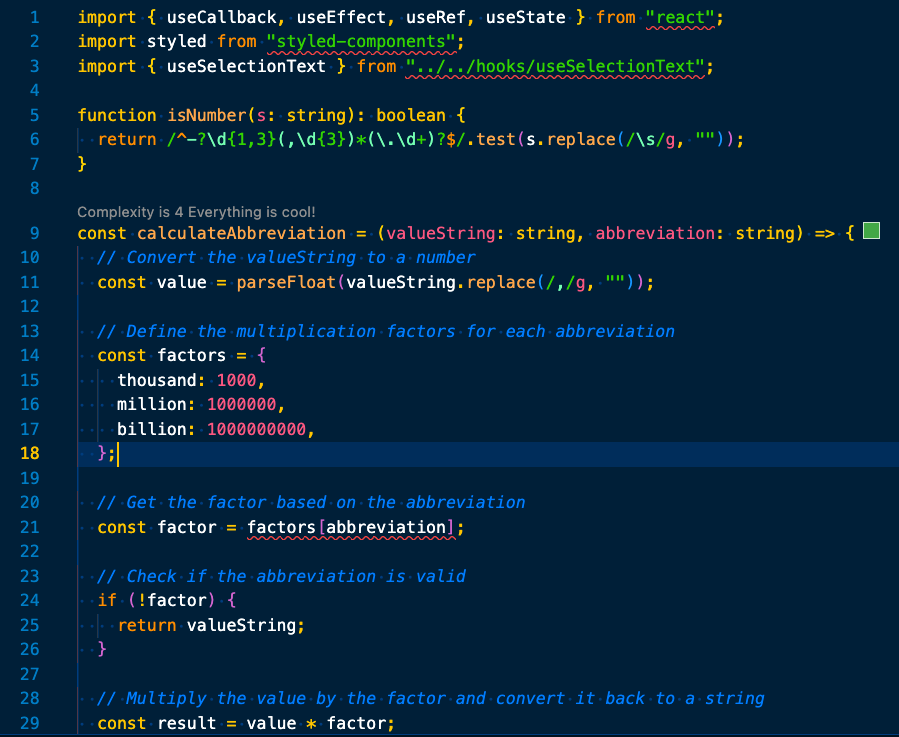 1 import { useCallback, useEffect, useRef, useState } from "react";
2 import styled from "styled-components";
3 import { useSelectionText } from "../../hooks/useSelectionText";
4
5 function isNumber(s: string): boolean {
6   return /^-?\d{1,3}(,\d{3})*(\.\d+)?$/.test(s.replace(/\s/g, ""));
7 }
8
Complexity is 4 Everything is cool!
9 const calculateAbbreviation = (valueString: string, abbreviation: string) => {
10   // Convert the valueString to a number
11   const value = parseFloat(valueString.replace(/,/g, ""));
12
13   // Define the multiplication factors for each abbreviation
14   const factors = {
15     thousand: 1000,
16     million: 1000000,
17     billion: 1000000000,
18   };
19
20   // Get the factor based on the abbreviation
21   const factor = factors[abbreviation];
22
23   // Check if the abbreviation is valid
24   if (!factor) {
25     return valueString;
26   }
27
28   // Multiply the value by the factor and convert it back to a string
29   const result = value * factor;